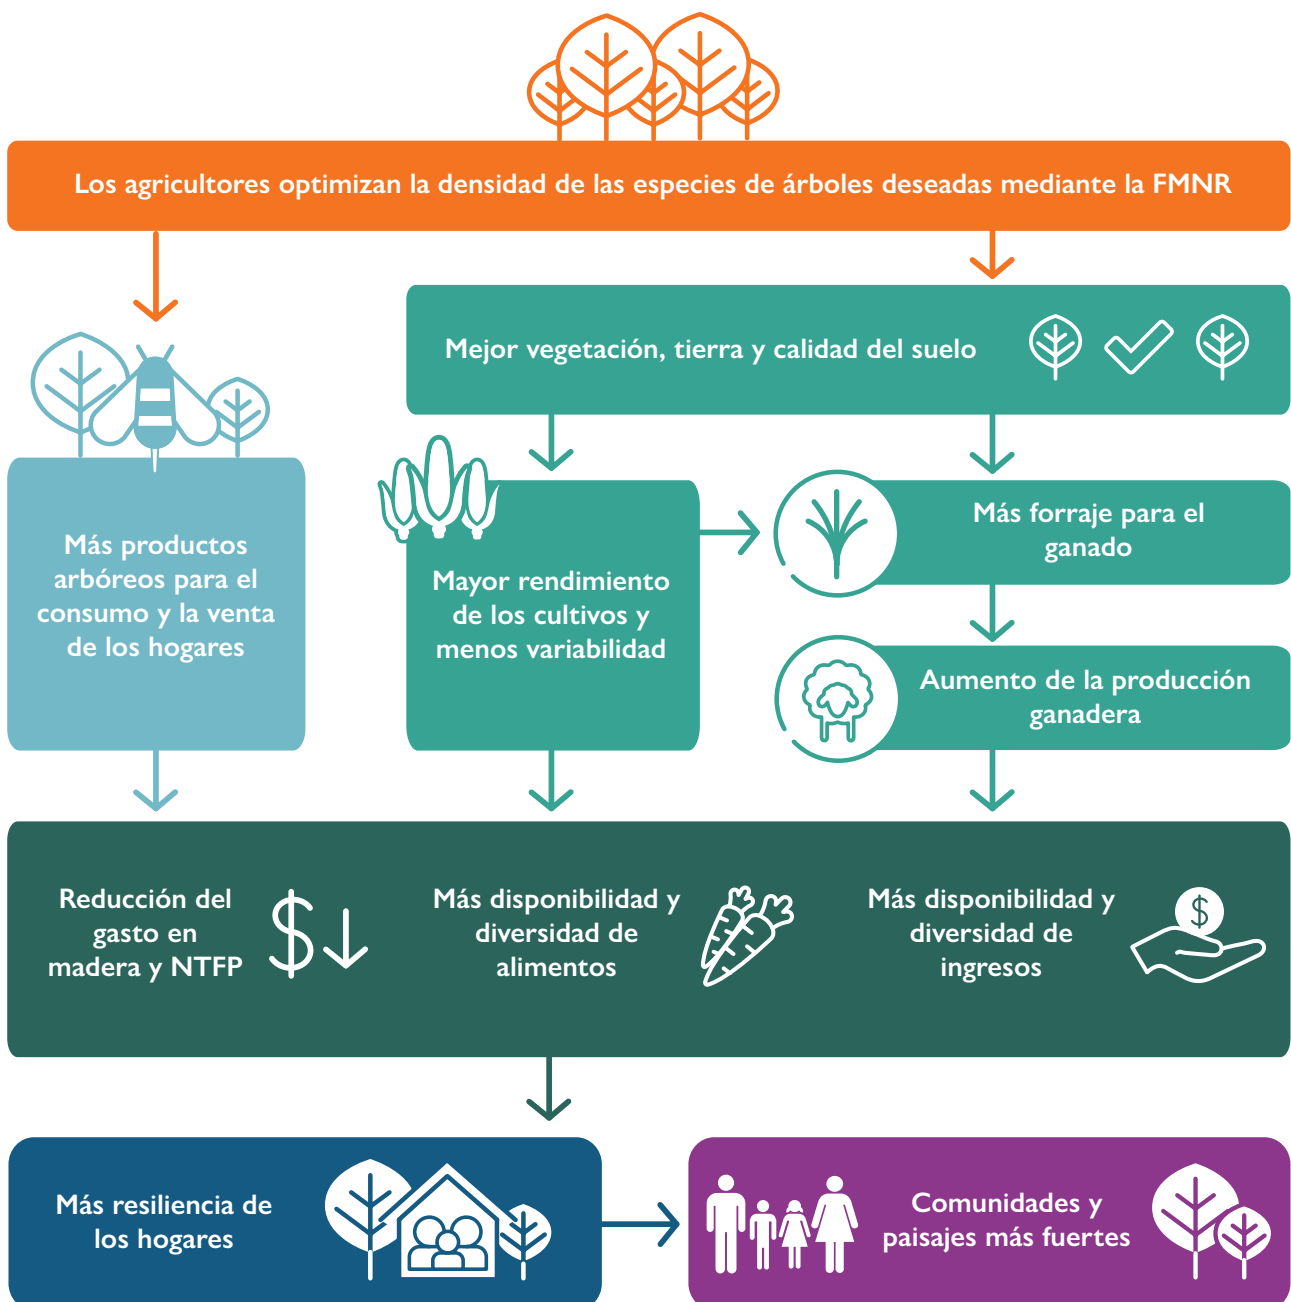 Los agricultores optimizan la densidad de las especies de árboles deseadas mediante la FMNR
Mejor vegetación, tierra y calidad del suelo
Más productos
arbóreos para el
consumo y la venta
de los hogares
Mayor rendimiento
de los cultivos y
menos variabilidad
Más forraje para el
ganado
Aumento de la producción
ganadera
Reducción del
gasto en
madera y NTFP
$
Más disponibilidad y
diversidad de
alimentos
Más disponibilidad y
diversidad de
ingresos
$
Más resiliencia de
los hogares
Comunidades y
paisajes más fuertes